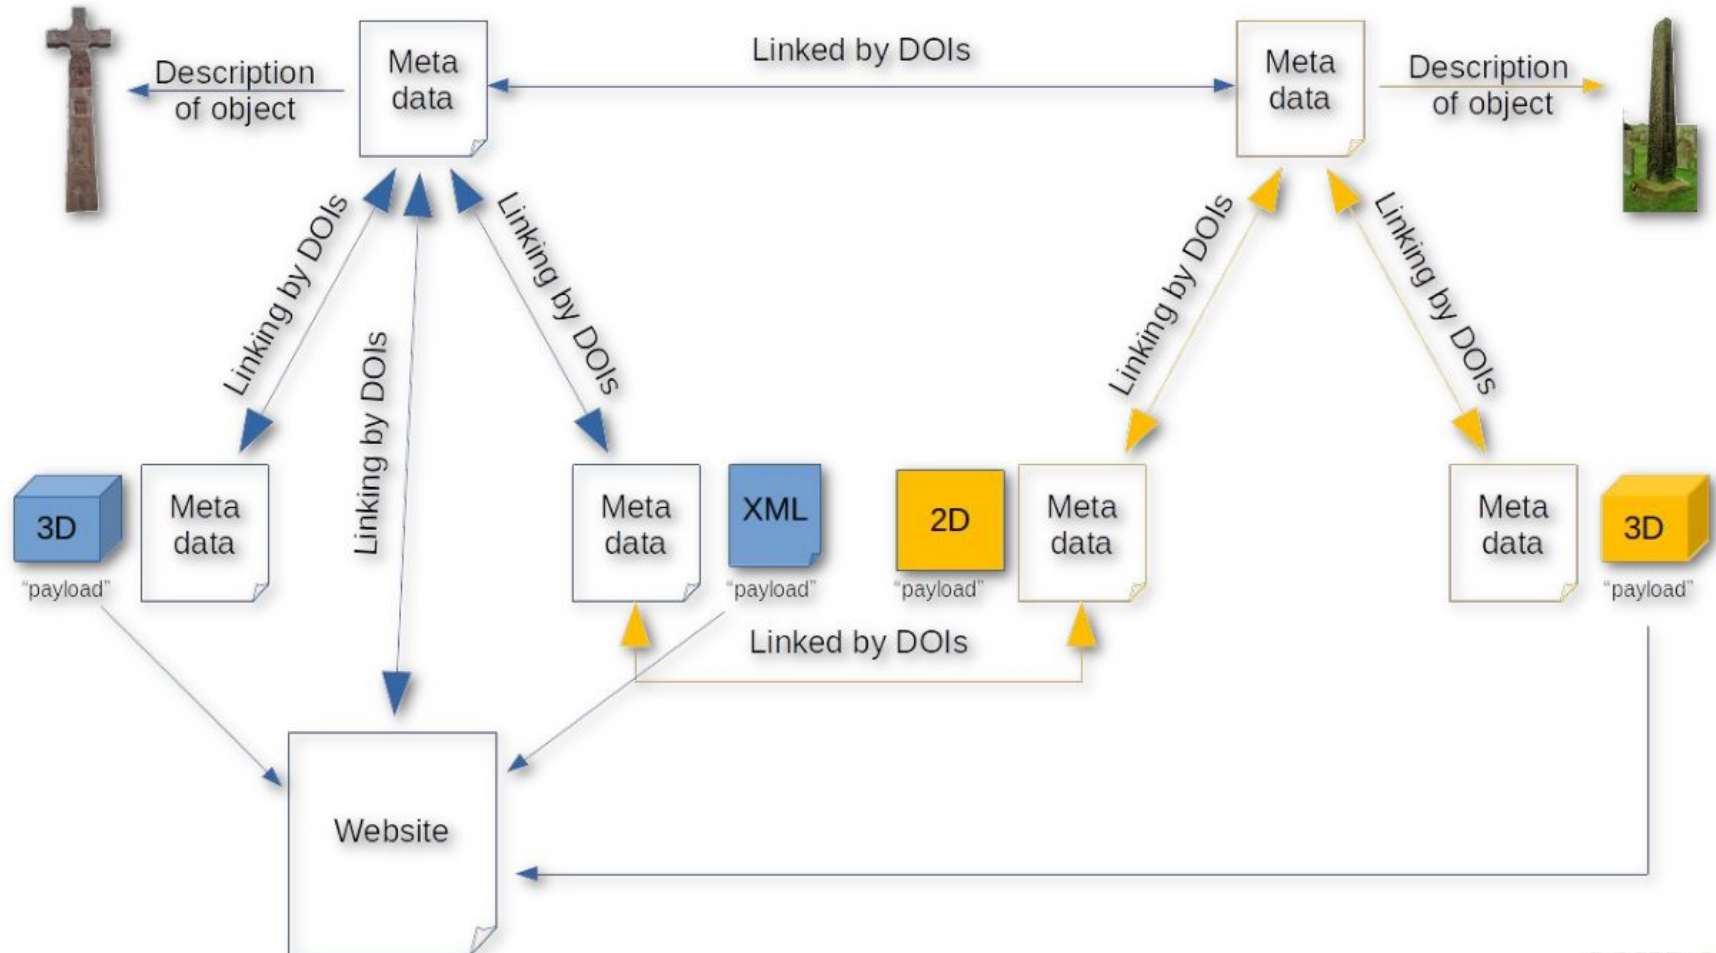 Linked by DOIs
Meta
data
Meta
data
Description
of object
Description
of object
Linking by DOIs
Linking by DOIs
Linking by DOIs
Linking by DOIs
Linking by DOIs
3D
"payload"
Meta
data
Meta
data
XML
"payload"
2D
"payload"
Meta
data
Meta
data
3D
"payload"
Linked by DOIs
Website